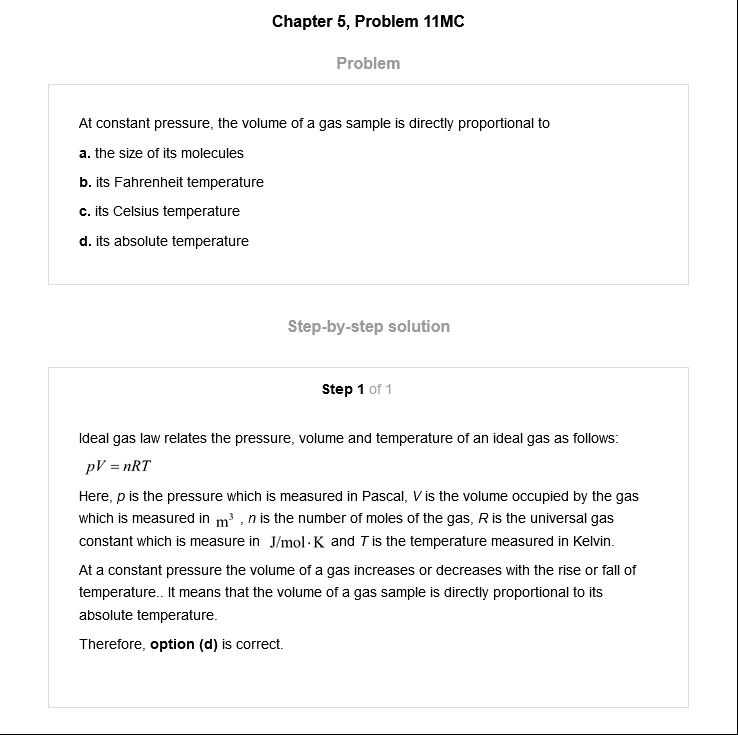 Chapter 5, Problem 11MC
Problem
At constant pressure, the volume of a gas sample is directly proportional to
a. the size of its molecules
b. its Fahrenheit temperature
c. its Celsius temperature
d. its absolute temperature
Step-by-step solution
Step 1 of 1
Ideal gas law relates the pressure, volume and temperature of an ideal gas as follows:
pV = nRT
Here, p is the pressure which is measured in Pascal, V is the volume occupied by the gas
which is measured in m³ , n is the number of moles of the gas, R is the universal gas
constant which is measure in J/mol·K and T is the temperature measured in Kelvin.
At a constant pressure the volume of a gas increases or decreases with the rise or fall of
temperature.. It means that the volume of a gas sample is directly proportional to its
absolute temperature.
Therefore, option (d) is correct.